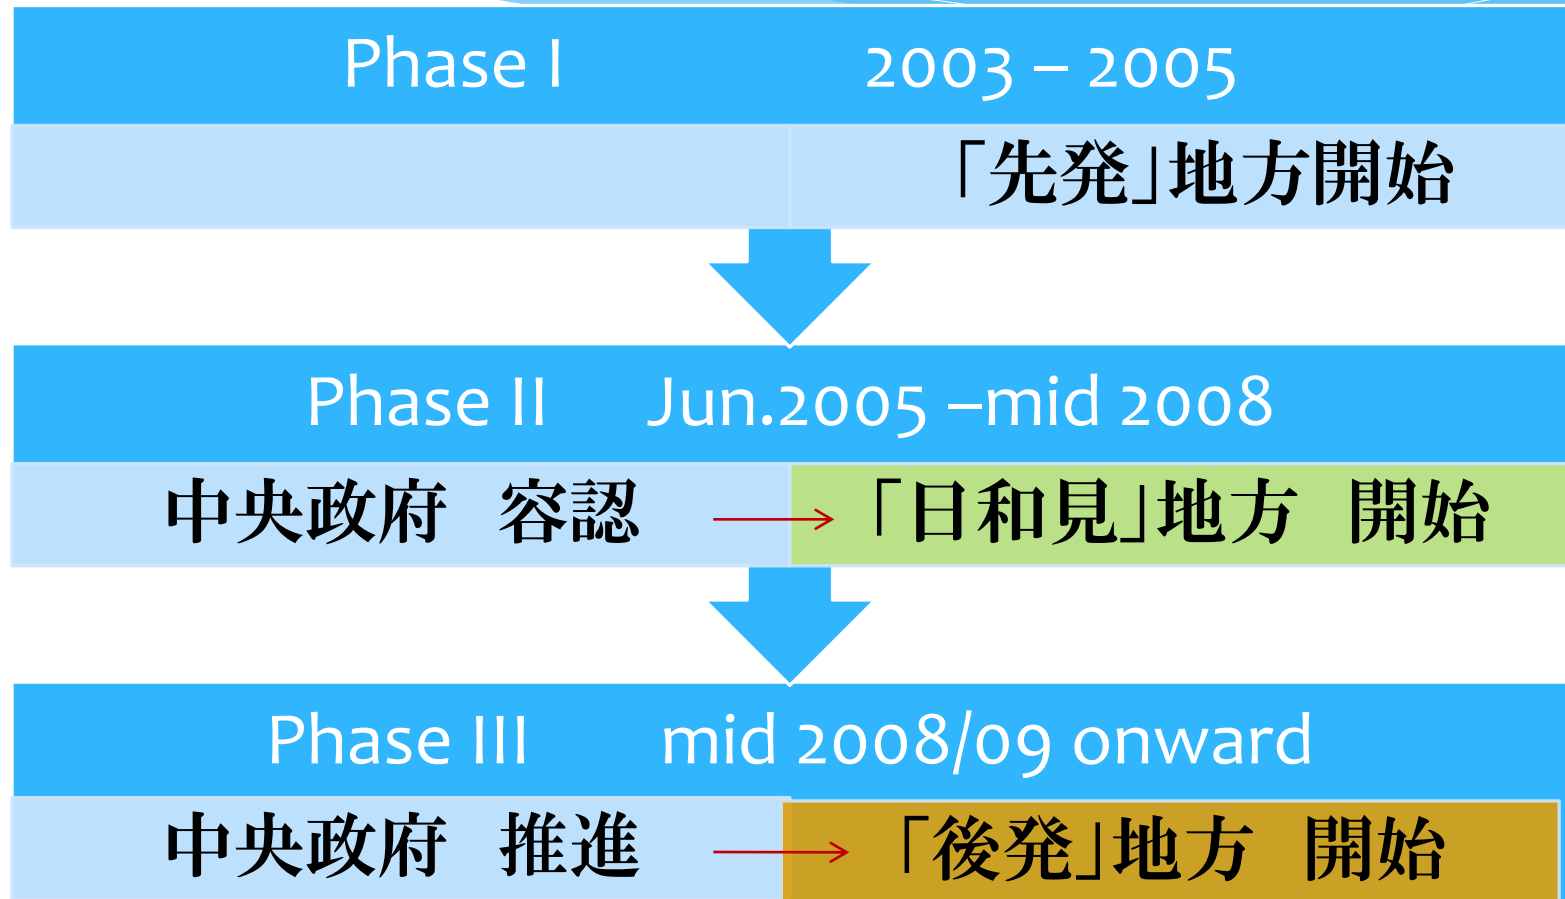 Phase I 2003 – 2005
「先発」地方開始
Phase II Jun.2005 –mid 2008
中央政府 容認 「日和見」地方 開始
Phase III mid 2008/09 onward
中央政府 推進 「後発」地方 開始